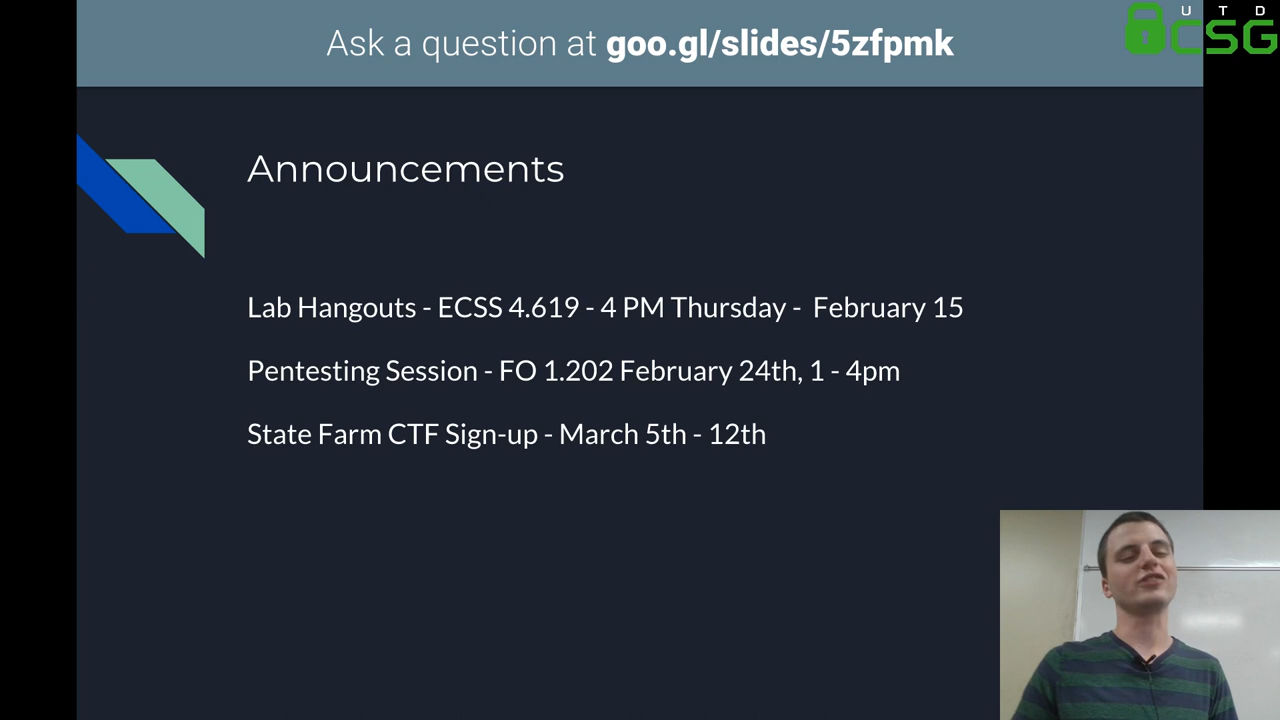 Ask a question at goo.gl/slides/5zfpmk
U T D
CSG
Announcements
Lab Hangouts - ECSS 4.619 - 4 PM Thursday -  February 15
Pentesting Session - FO 1.202 February 24th, 1 - 4pm
State Farm CTF Sign-up - March 5th - 12th